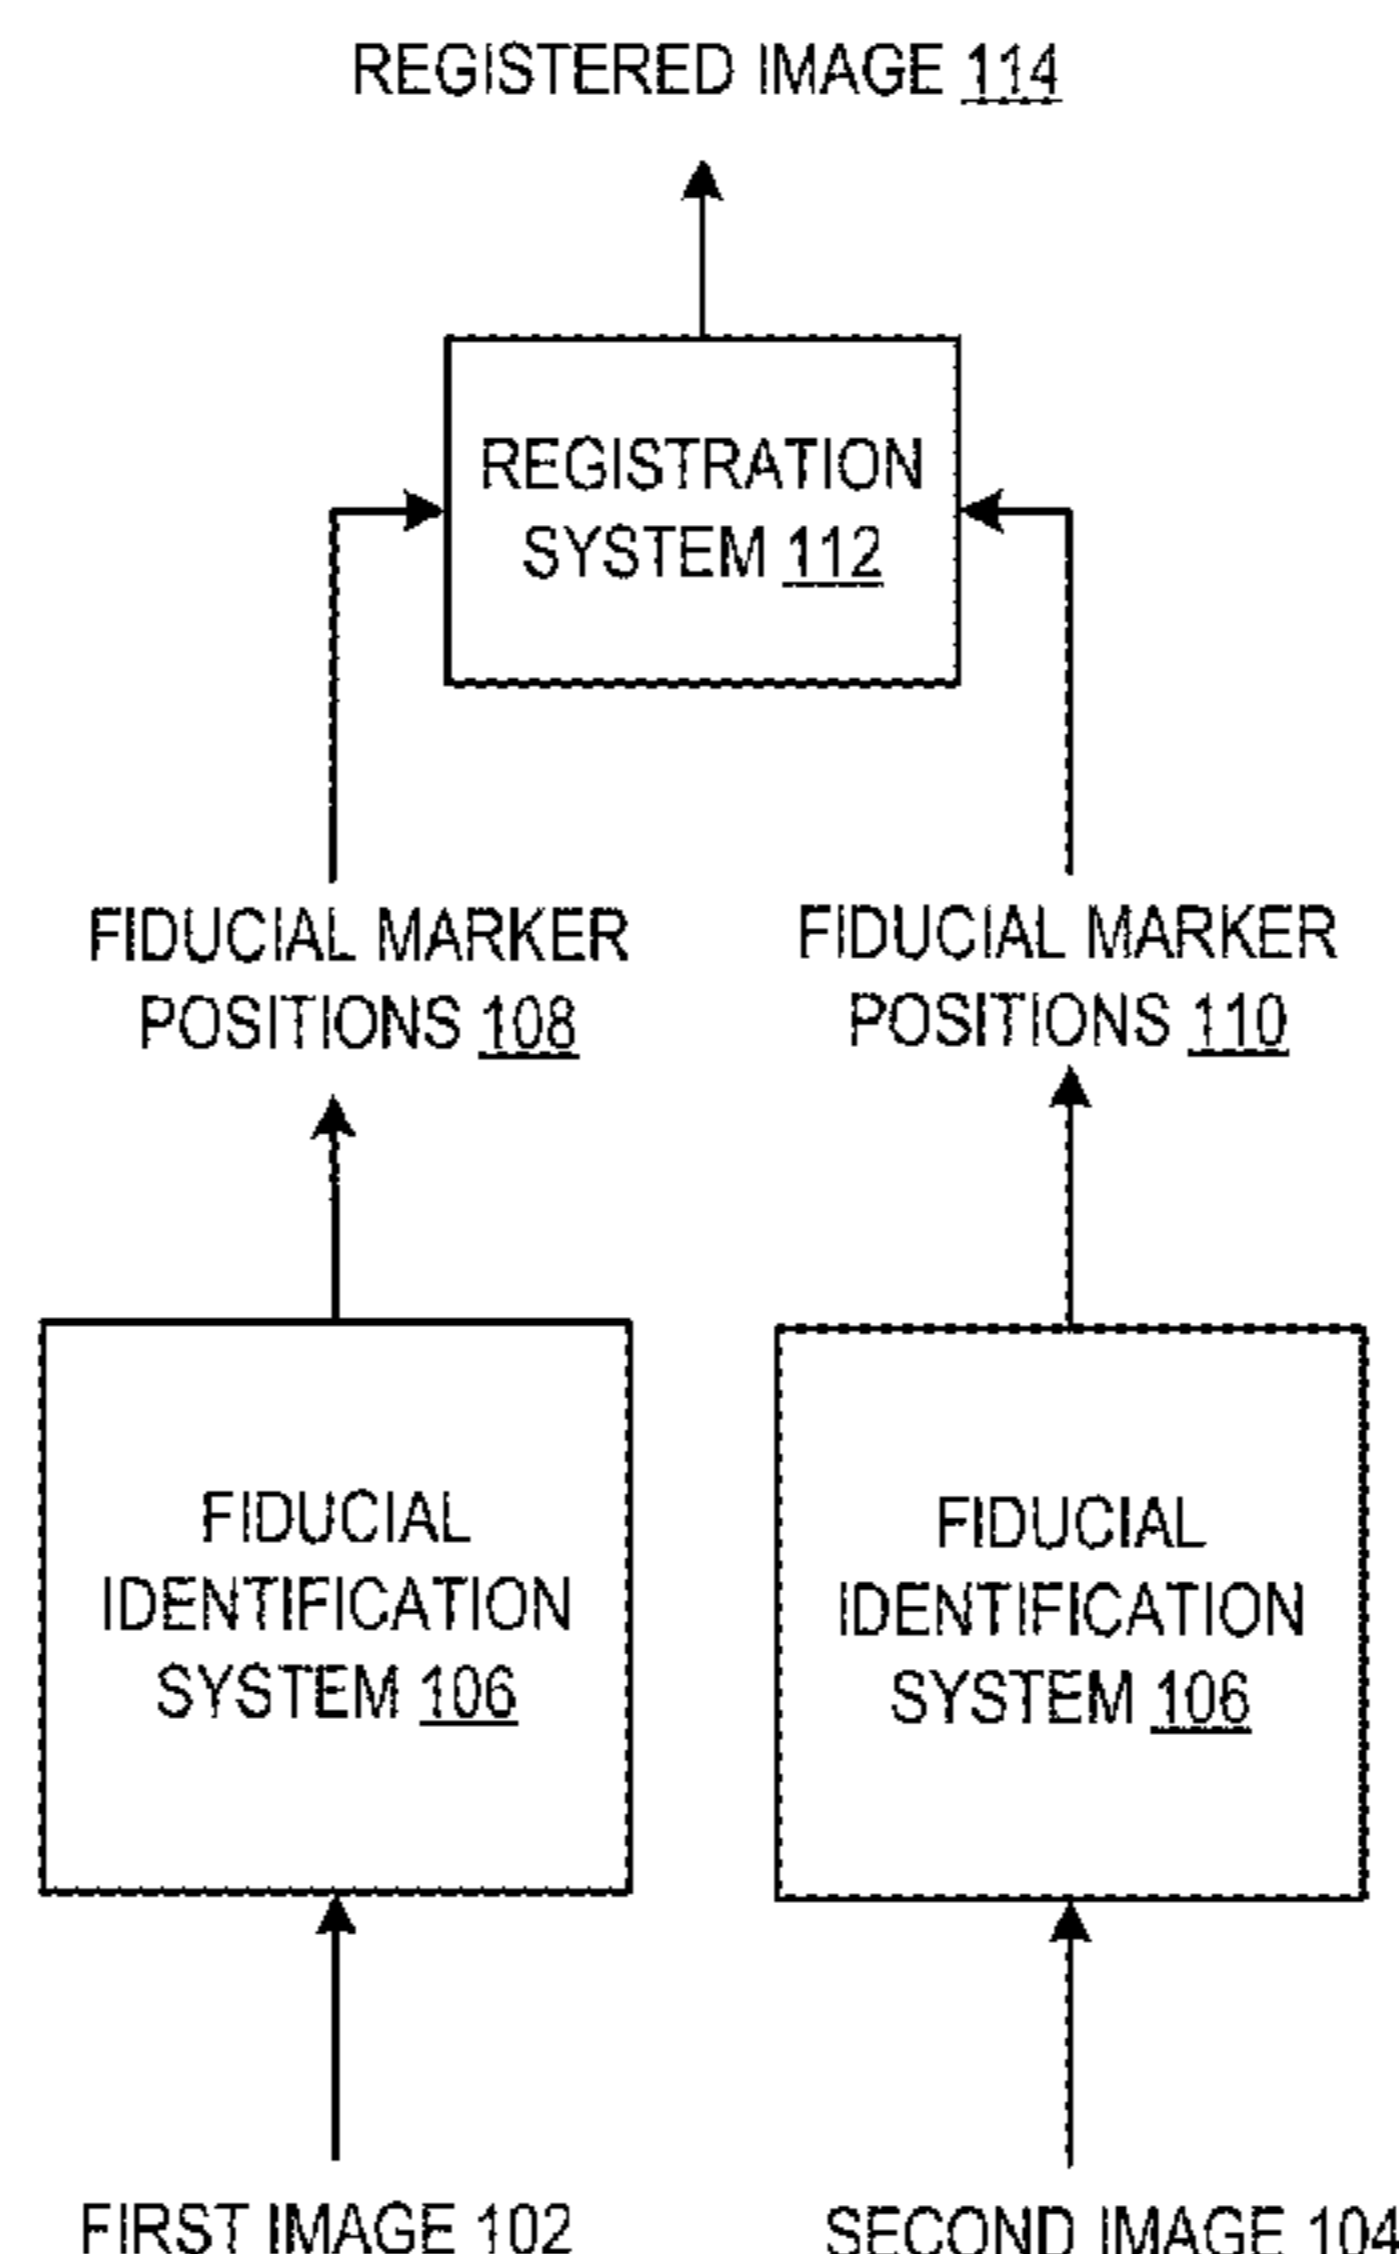 REGISTERED IMAGE 114
REGISTRATION
SYSTEM 112
FIDUCIAL MARKER
POSITIONS 108
FIDUCIAL MARKER
POSITIONS 110
FIDUCIAL
IDENTIFICATION
SYSTEM 106
FIDUCIAL
IDENTIFICATION
SYSTEM 106
FIRST IMAGE 102
SECOND IMAGE 104